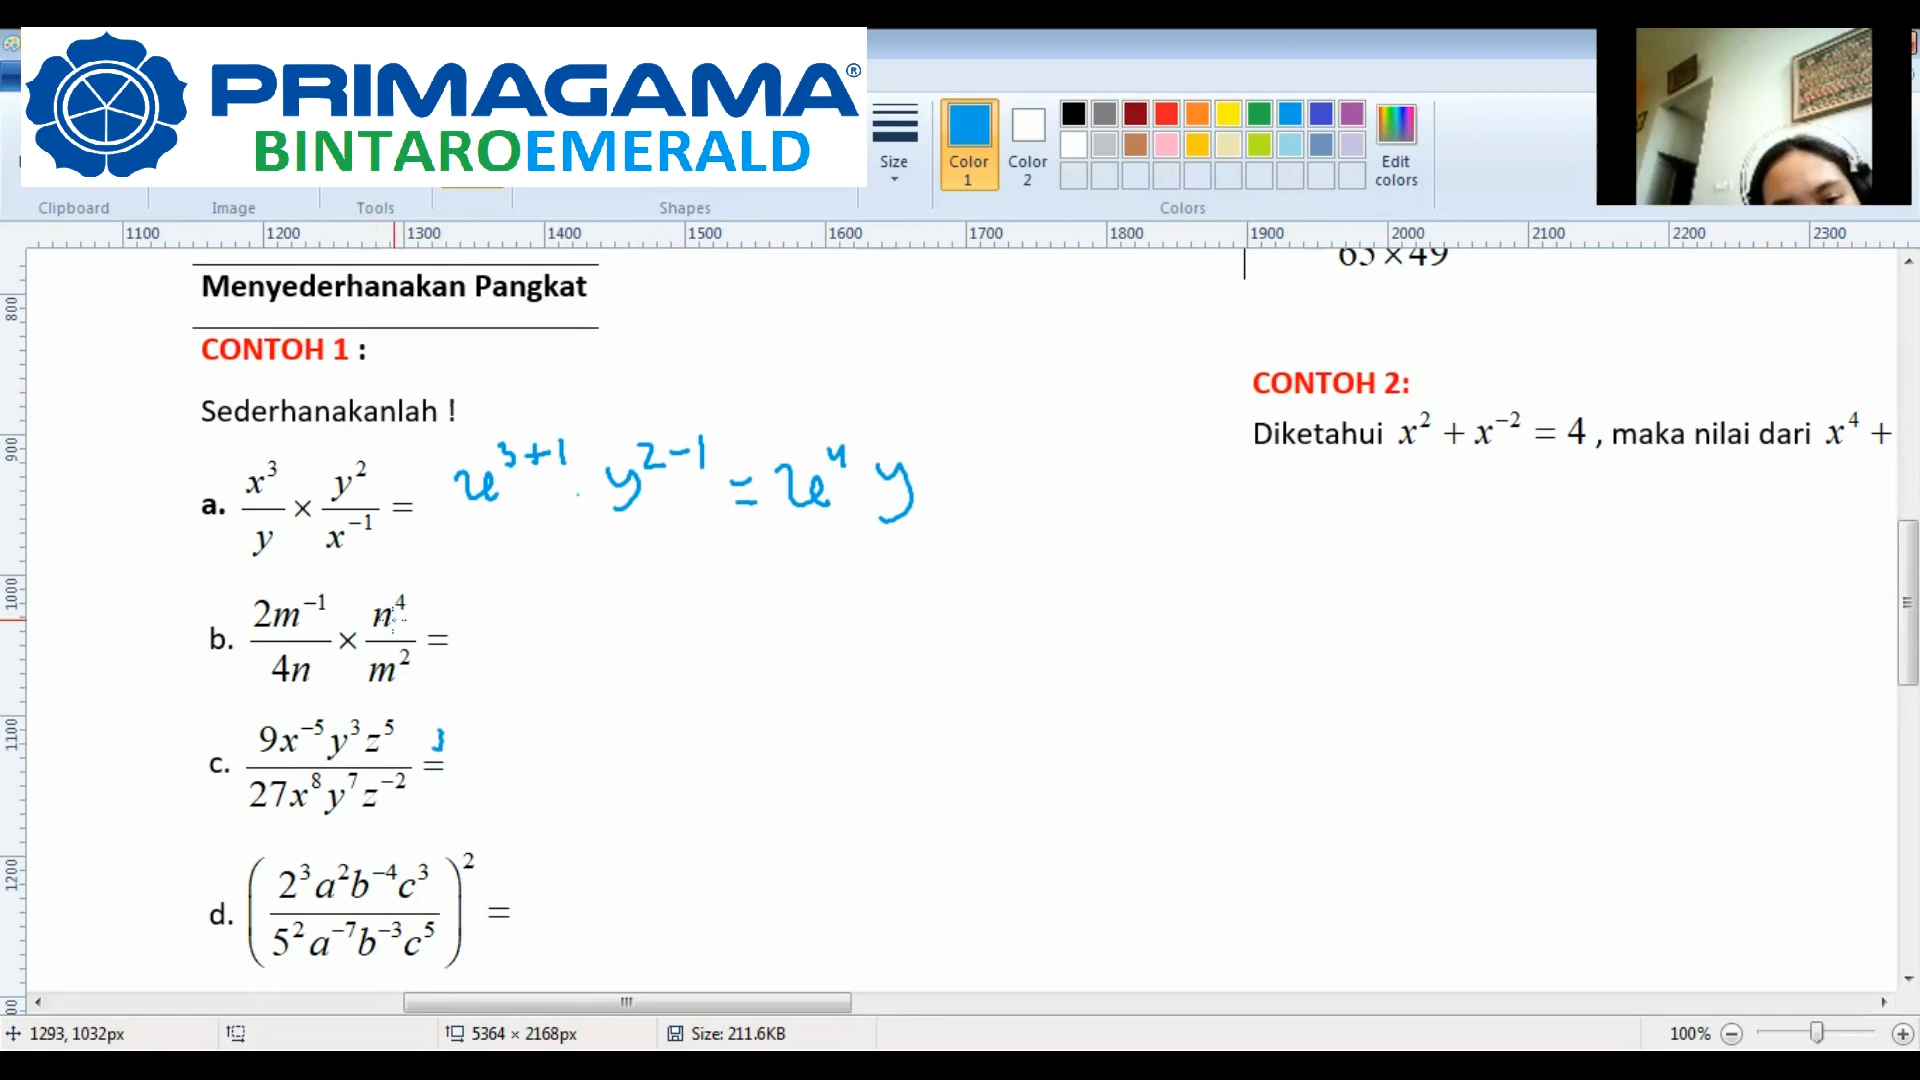 PRIMAGAMA®
BINTAROEMERALD
Size
Color 1
Color 2
Edit colors
Clipboard
Image
Tools
Shapes
Colors
1100 1200 1300 1400 1500 1600 1700 1800 1900 2000 2100 2200 2300
800
900
1000
1100
1200
Menyederhanakan Pangkat
CONTOH 1 :
Sederhanakanlah !
a. x³/y × y²/x⁻¹ = x³⁺¹ · y²⁻¹ = x⁴ y
b. 2m⁻¹/4n × n⁴/m² =
c. 9x⁻⁵y³z⁵/27x⁸y⁷z⁻² =
d. (2³a²b⁻⁴c³/5²a⁻⁷b⁻³c⁵)² =
CONTOH 2:
Diketahui x² + x⁻² = 4 , maka nilai dari x⁴ +
1293, 1032px
5364 × 2168px
Size: 211.6KB
100%